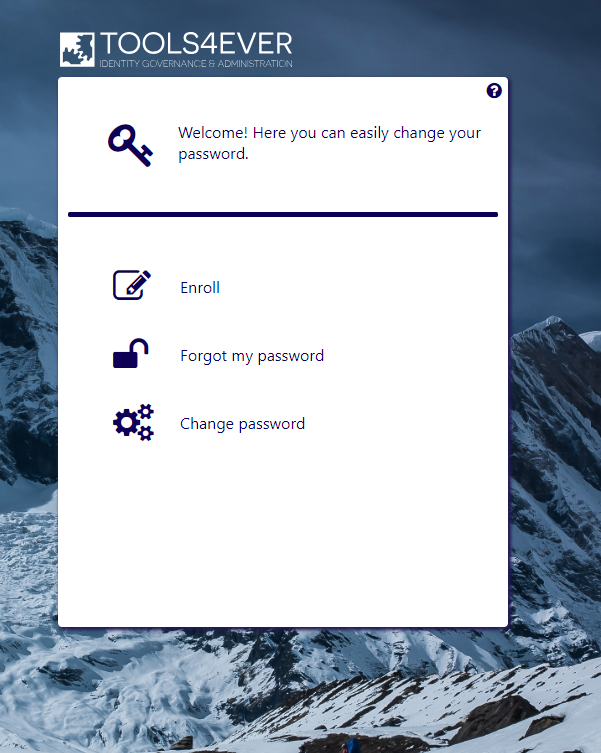 TOOLS4EVER
IDENTITY GOVERNANCE & ADMINISTRATION
?
Welcome! Here you can easily change your
password.
Enroll
Forgot my password
Change password